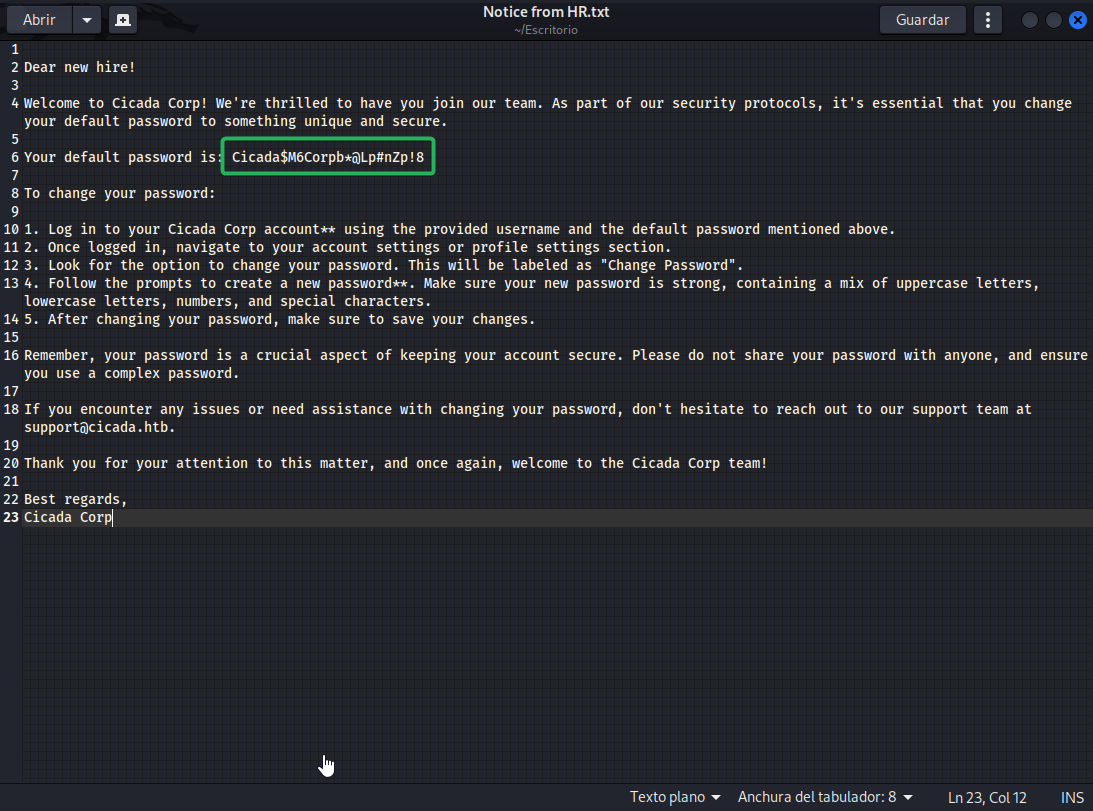 Abrir
Notice from HR.txt
~/Escritorio
Guardar
1
2 Dear new hire!
3
4 Welcome to Cicada Corp! We're thrilled to have you join our team. As part of our security protocols, it's essential that you change
your default password to something unique and secure.
5
6 Your default password is: Cicada$M6Corpb*@Lp#nZp!8
7
8 To change your password:
9
10 1. Log in to your Cicada Corp account** using the provided username and the default password mentioned above.
11 2. Once logged in, navigate to your account settings or profile settings section.
12 3. Look for the option to change your password. This will be labeled as "Change Password".
13 4. Follow the prompts to create a new password**. Make sure your new password is strong, containing a mix of uppercase letters,
lowercase letters, numbers, and special characters.
14 5. After changing your password, make sure to save your changes.
15
16 Remember, your password is a crucial aspect of keeping your account secure. Please do not share your password with anyone, and ensure
you use a complex password.
17
18 If you encounter any issues or need assistance with changing your password, don't hesitate to reach out to our support team at
support@cicada.htb.
19
20 Thank you for your attention to this matter, and once again, welcome to the Cicada Corp team!
21
22 Best regards,
23 Cicada Corp
Texto plano
Anchura del tabulador: 8
Ln 23, Col 12
INS